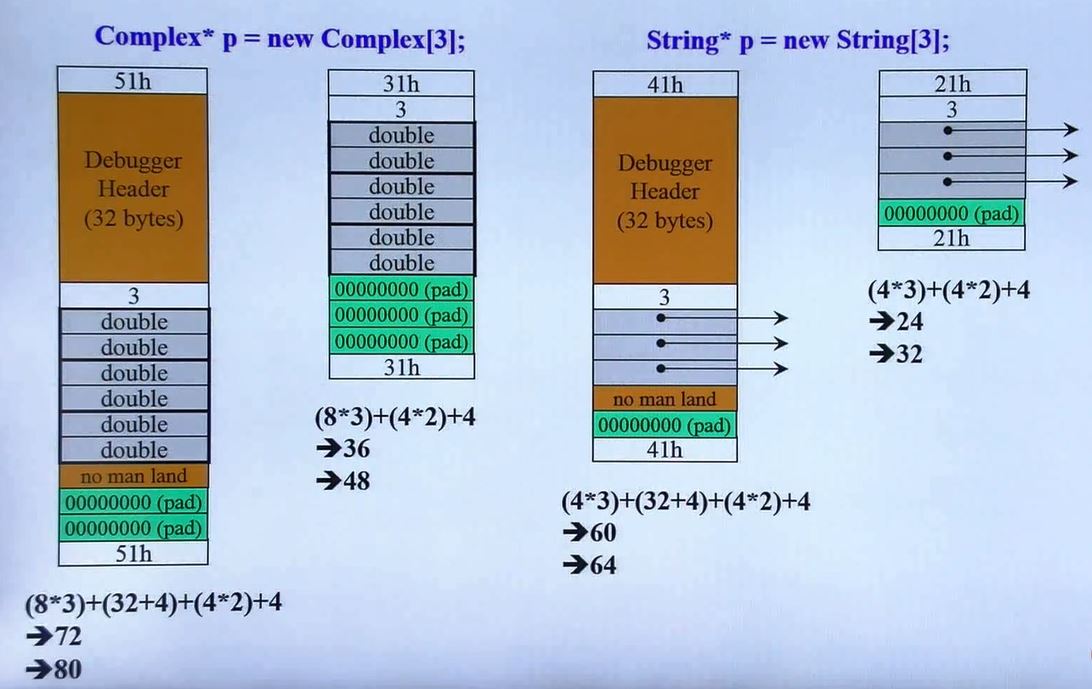 Complex* p = new Complex[3];
51h
Debugger
Header
(32 bytes)
3
double
double
double
double
double
double
no man land
00000000 (pad)
00000000 (pad)
51h
(8*3)+(32+4)+(4*2)+4
➔72
➔80
31h
3
double
double
double
double
double
double
00000000 (pad)
00000000 (pad)
00000000 (pad)
31h
(8*3)+(4*2)+4
➔36
➔48
String* p = new String[3];
41h
Debugger
Header
(32 bytes)
3
no man land
00000000 (pad)
41h
(4*3)+(32+4)+(4*2)+4
➔60
➔64
21h
3
00000000 (pad)
21h
(4*3)+(4*2)+4
➔24
➔32